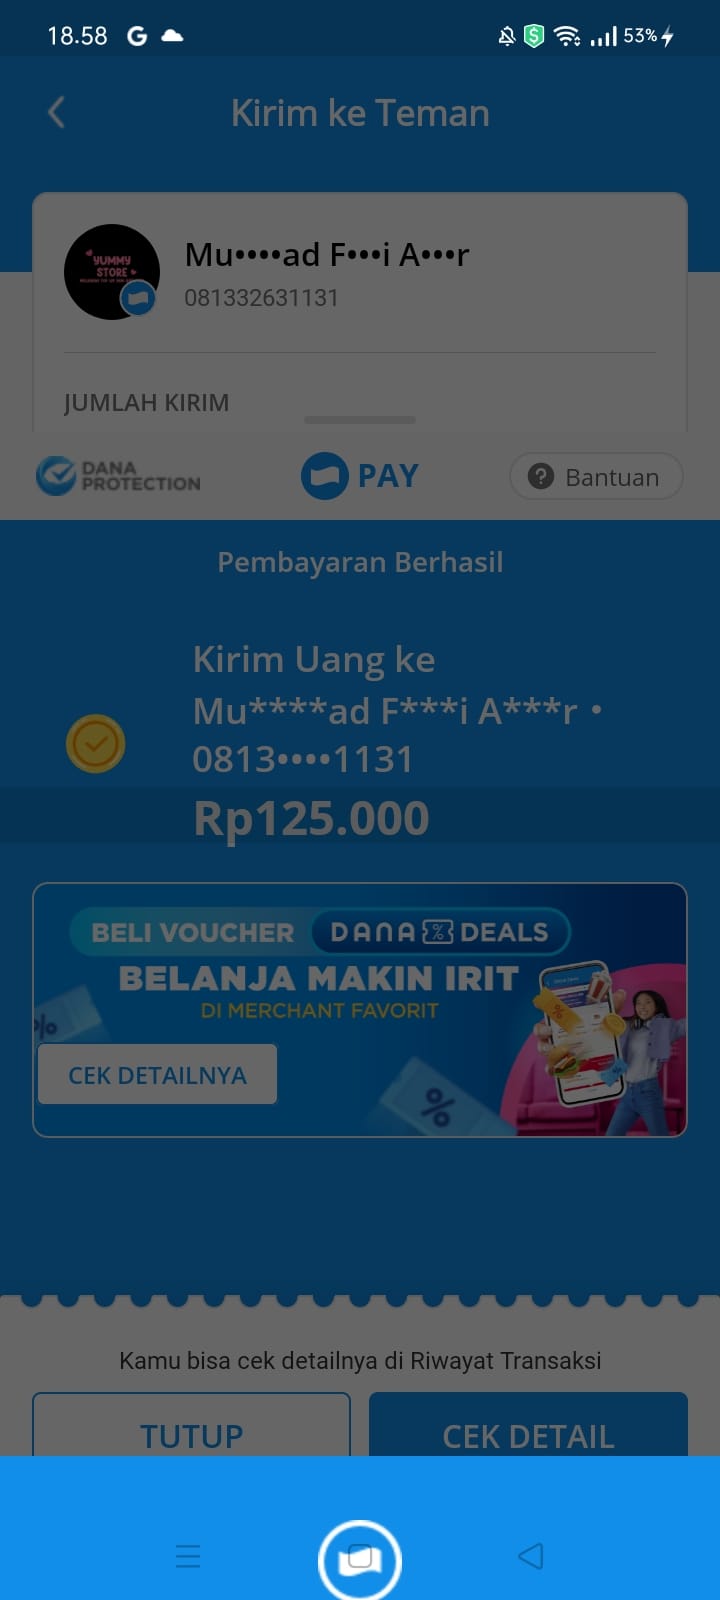 18.58
53%
Kirim ke Teman
Mu••••ad F•••i A•••r
081332631131
JUMLAH KIRIM
DANA
PROTECTION
PAY
Bantuan
Pembayaran Berhasil
Kirim Uang ke
Mu****ad F***i A***r •
0813••••1131
Rp125.000
BELI VOUCHER DANA DEALS
BELANJA MAKIN IRIT
DI MERCHANT FAVORIT
CEK DETAILNYA
Kamu bisa cek detailnya di Riwayat Transaksi
TUTUP
CEK DETAIL
YUMMY
STORE